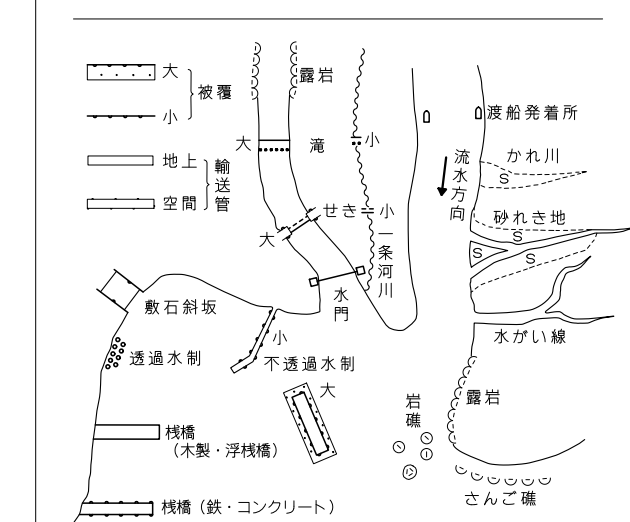 大
小
被覆
地上
空間
輸送管
露岩
大
滝
小
渡船発着所
流水方向
かれ川
S
砂れき地
S
S
S
せき
大
小
一条河川
水門
敷石斜坂
水がい線
透過水制
小
不透過水制
大
岩礁
露岩
桟橋
（木製・浮桟橋）
さんご礁
桟橋（鉄・コンクリート）